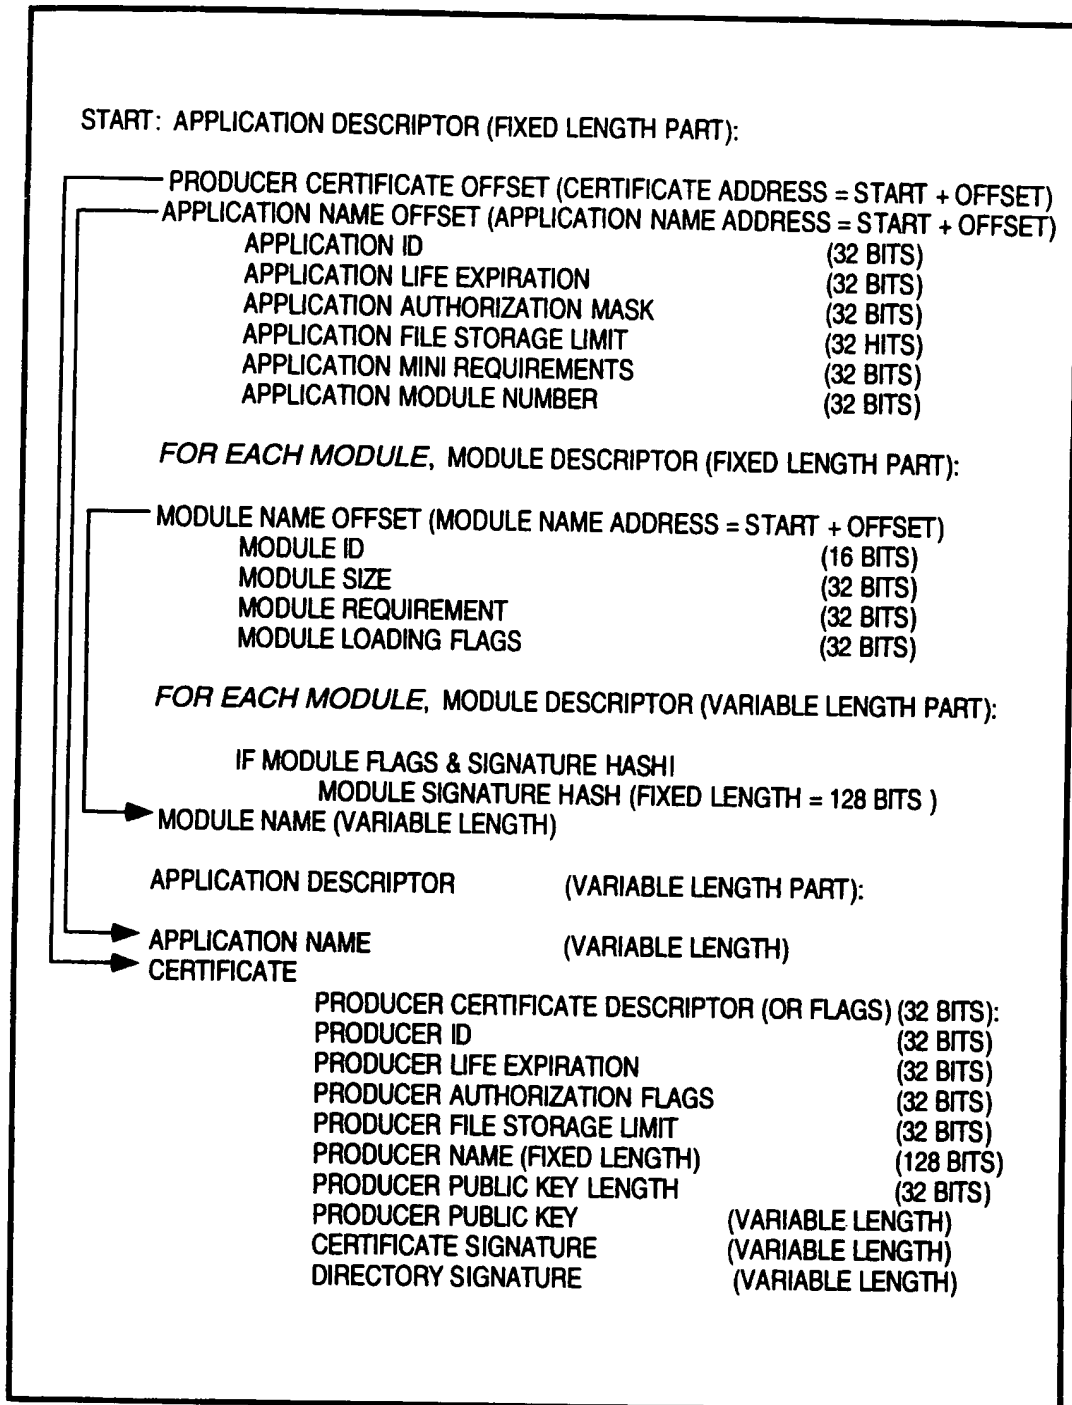 START: APPLICATION DESCRIPTOR (FIXED LENGTH PART):
PRODUCER CERTIFICATE OFFSET (CERTIFICATE ADDRESS = START + OFFSET)
APPLICATION NAME OFFSET (APPLICATION NAME ADDRESS = START + OFFSET)
APPLICATION ID (32 BITS)
APPLICATION LIFE EXPIRATION (32 BITS)
APPLICATION AUTHORIZATION MASK (32 BITS)
APPLICATION FILE STORAGE LIMIT (32 HITS)
APPLICATION MINI REQUIREMENTS (32 BITS)
APPLICATION MODULE NUMBER (32 BITS)
FOR EACH MODULE, MODULE DESCRIPTOR (FIXED LENGTH PART):
MODULE NAME OFFSET (MODULE NAME ADDRESS = START + OFFSET)
MODULE ID (16 BITS)
MODULE SIZE (32 BITS)
MODULE REQUIREMENT (32 BITS)
MODULE LOADING FLAGS (32 BITS)
FOR EACH MODULE, MODULE DESCRIPTOR (VARIABLE LENGTH PART):
IF MODULE FLAGS & SIGNATURE HASH!
MODULE SIGNATURE HASH (FIXED LENGTH = 128 BITS )
MODULE NAME (VARIABLE LENGTH)
APPLICATION DESCRIPTOR (VARIABLE LENGTH PART):
APPLICATION NAME (VARIABLE LENGTH)
CERTIFICATE
PRODUCER CERTIFICATE DESCRIPTOR (OR FLAGS) (32 BITS):
PRODUCER ID (32 BITS)
PRODUCER LIFE EXPIRATION (32 BITS)
PRODUCER AUTHORIZATION FLAGS (32 BITS)
PRODUCER FILE STORAGE LIMIT (32 BITS)
PRODUCER NAME (FIXED LENGTH) (128 BITS)
PRODUCER PUBLIC KEY LENGTH (32 BITS)
PRODUCER PUBLIC KEY (VARIABLE LENGTH)
CERTIFICATE SIGNATURE (VARIABLE LENGTH)
DIRECTORY SIGNATURE (VARIABLE LENGTH)